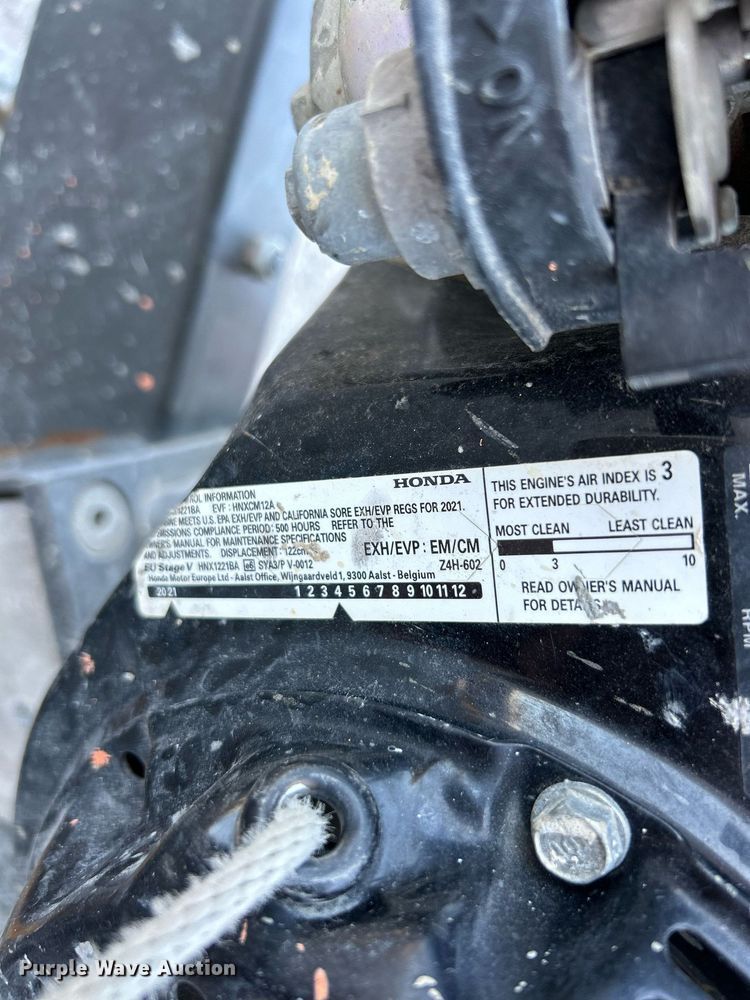 HONDA
INFORMATION
EVF : HNXCM12A
MEETS U.S. EPA EXH/EVP AND CALIFORNIA SORE EXH/EVP REGS FOR 2021.
EMISSIONS COMPLIANCE PERIOD: 500 HOURS REFER TO THE
MANUAL FOR MAINTENANCE SPECIFICATIONS
AND ADJUSTMENTS. DISPLACEMENT:
EXH/EVP : EM/CM
EU Stage V HNX1221BA e6 SYA3/P V-0012 Z4H-602
Honda Motor Europe Ltd - Aalst Office, Wijngaardveld 1, 9300 Aalst - Belgium
2021 1 2 3 4 5 6 7 8 9 10 11 12
THIS ENGINE'S AIR INDEX IS 3
FOR EXTENDED DURABILITY.
MOST CLEAN LEAST CLEAN
0 3 10
READ OWNER'S MANUAL
FOR DETAILS
MAX.
RPM
Purple Wave Auction